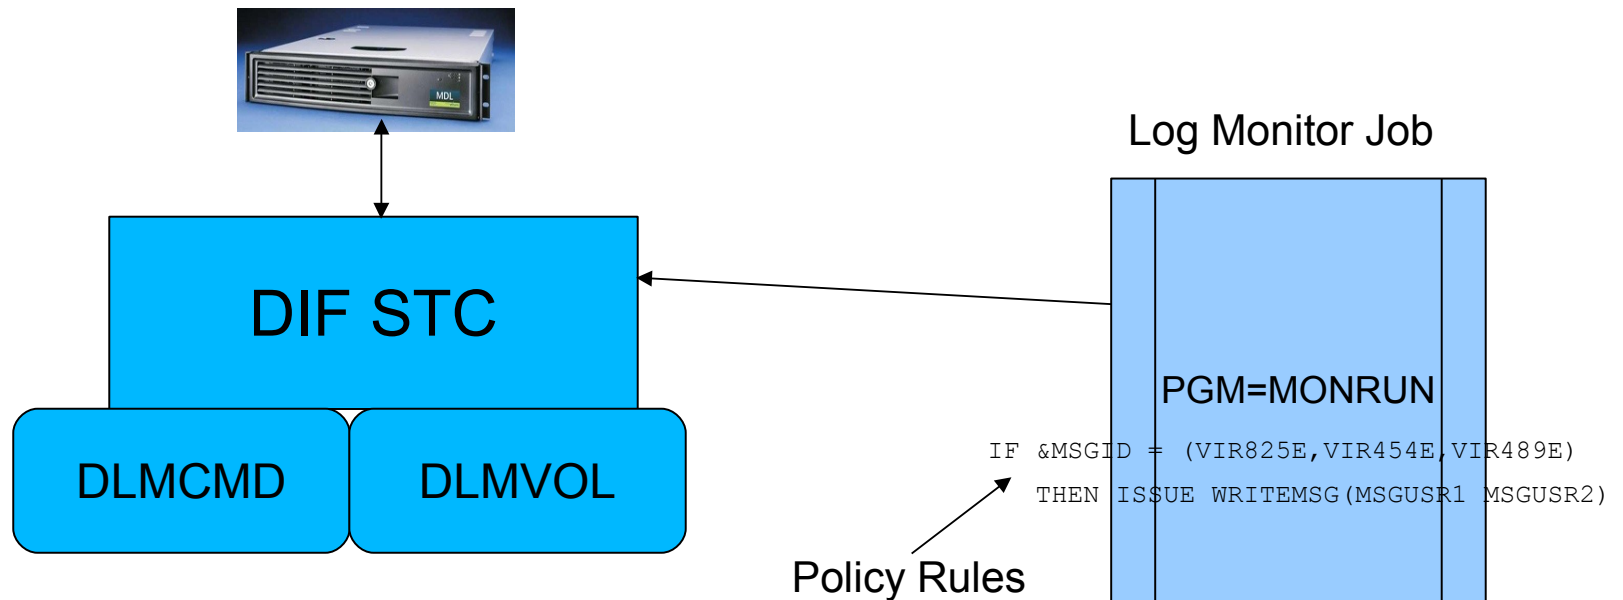 MDL
Log Monitor Job
DIF STC
PGM=MONRUN
DLMCMD
DLMVOL
IF &MSGID = (VIR825E,VIR454E,VIR489E)
THEN ISSUE WRITEMSG(MSGUSR1 MSGUSR2)
Policy Rules